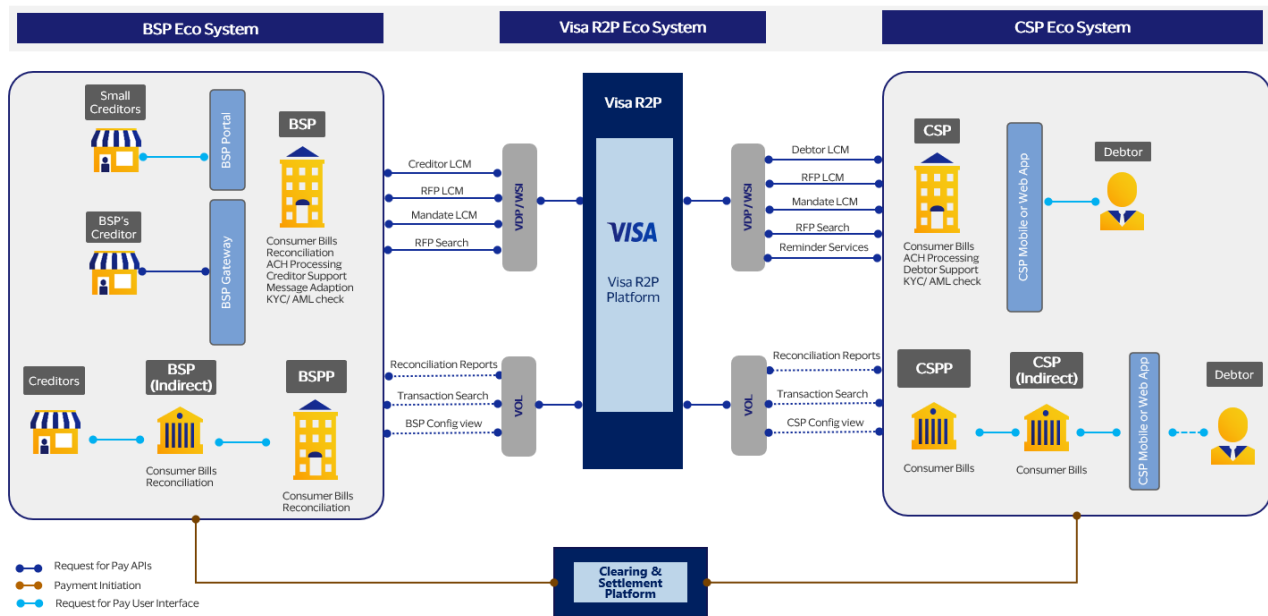 BSP Eco System
Visa R2P Eco System
CSP Eco System
Small
Creditors
BSP Portal
BSP
BSP's
Creditor
BSP Gateway
Consumer Bills
Reconciliation
ACH Processing
Creditor Support
Message Adaption
KYC/ AML check
Creditors
BSP
(Indirect)
Consumer Bills
Reconciliation
BSPP
Consumer Bills
Reconciliation
Creditor LCM
RFP LCM
Mandate LCM
RFP Search
VDP / WSI
Reconciliation Reports
Transaction Search
BSP Config view
VOL
Visa R2P
VISA
Visa R2P
Platform
VDP / WSI
Debtor LCM
RFP LCM
Mandate LCM
RFP Search
Reminder Services
VOL
Reconciliation Reports
Transaction Search
CSP Config view
CSP
Consumer Bills
ACH Processing
Debtor Support
KYC/ AML check
CSP Mobile or Web App
Debtor
CSPP
Consumer Bills
CSP
(Indirect)
Consumer Bills
CSP Mobile or Web App
Debtor
Request for Pay APIs
Payment Initiation
Request for Pay User Interface
Clearing &
Settlement
Platform